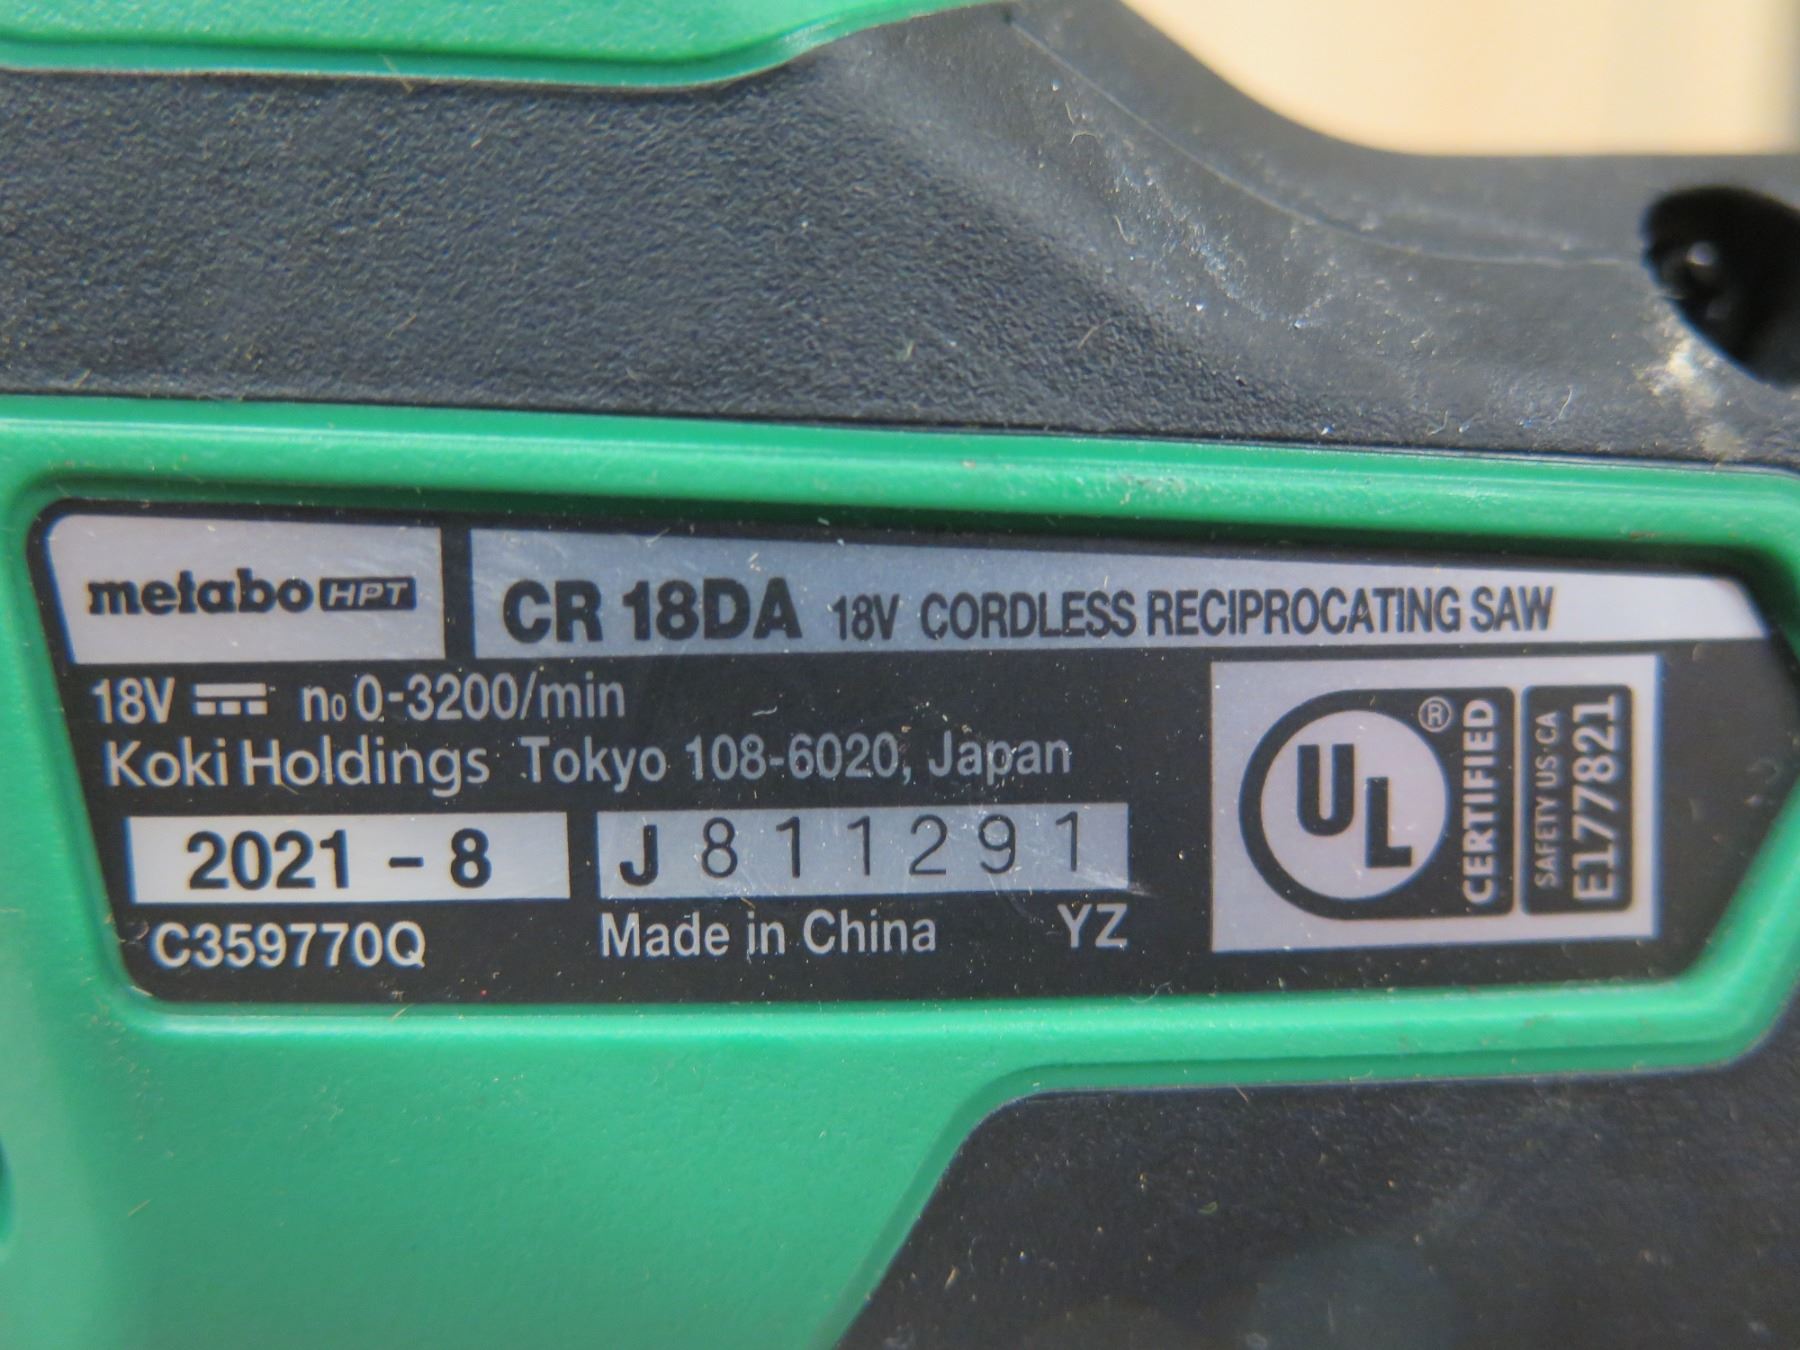 metabo HPT
CR 18DA 18V CORDLESS RECIPROCATING SAW
18V ⎓ n₀ 0-3200/min
Koki Holdings Tokyo 108-6020, Japan
2021 - 8
J 811291
C359770Q
Made in China YZ
UL ®
CERTIFIED
SAFETY US·CA
E177821